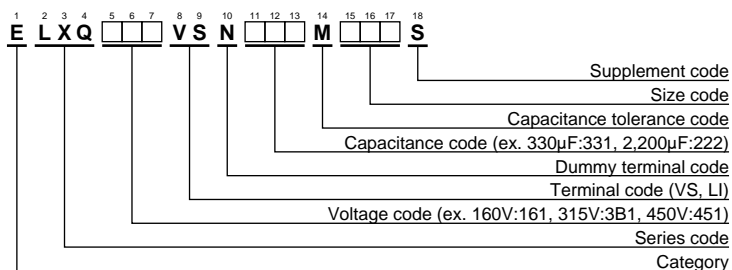 1 2 3 4 5 6 7 8 9 10 11 12 13 14 15 16 17 18
E L X Q □□□ V S N □□□ M □□□ S
Supplement code
Size code
Capacitance tolerance code
Capacitance code (ex. 330µF:331, 2,200µF:222)
Dummy terminal code
Terminal code (VS, LI)
Voltage code (ex. 160V:161, 315V:3B1, 450V:451)
Series code
Category